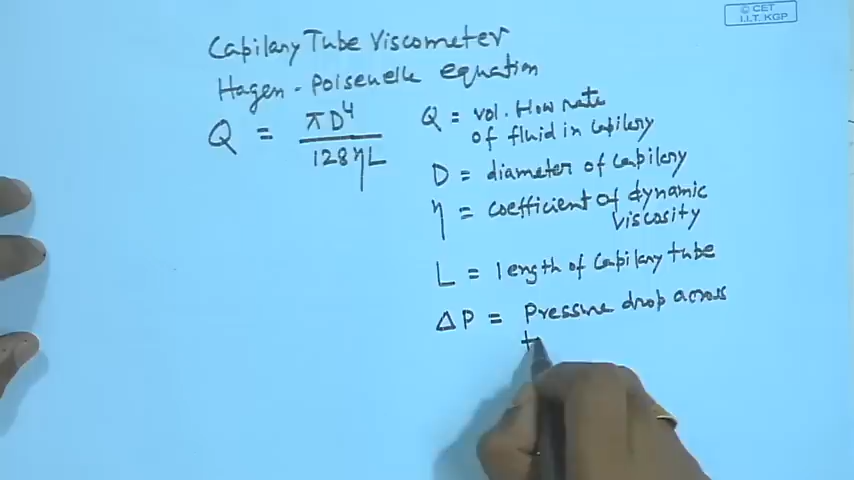 © CET
I.I.T. KGP
Capilary Tube Viscometer
Hagen - Poiseuelle equation
Q = πD⁴ / 128ηL
Q = vol. flow rate
of fluid in capilary
D = diameter of capilary
η = coefficient of dynamic
viscosity
L = length of capilary tube
ΔP = Pressure drop across
t